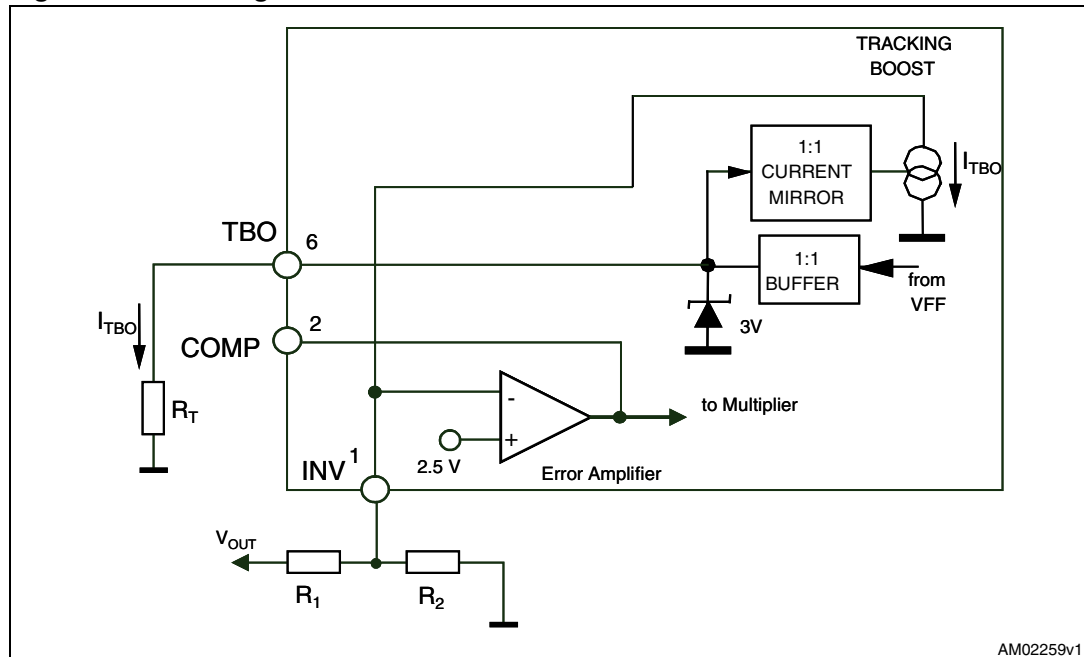 TRACKING
BOOST
1:1
CURRENT
MIRROR
ITBO
TBO
6
1:1
BUFFER
from
VFF
3V
ITBO
COMP
2
RT
-
+
2.5 V
to Multiplier
Error Amplifier
INV
1
VOUT
R1
R2
AM02259v1